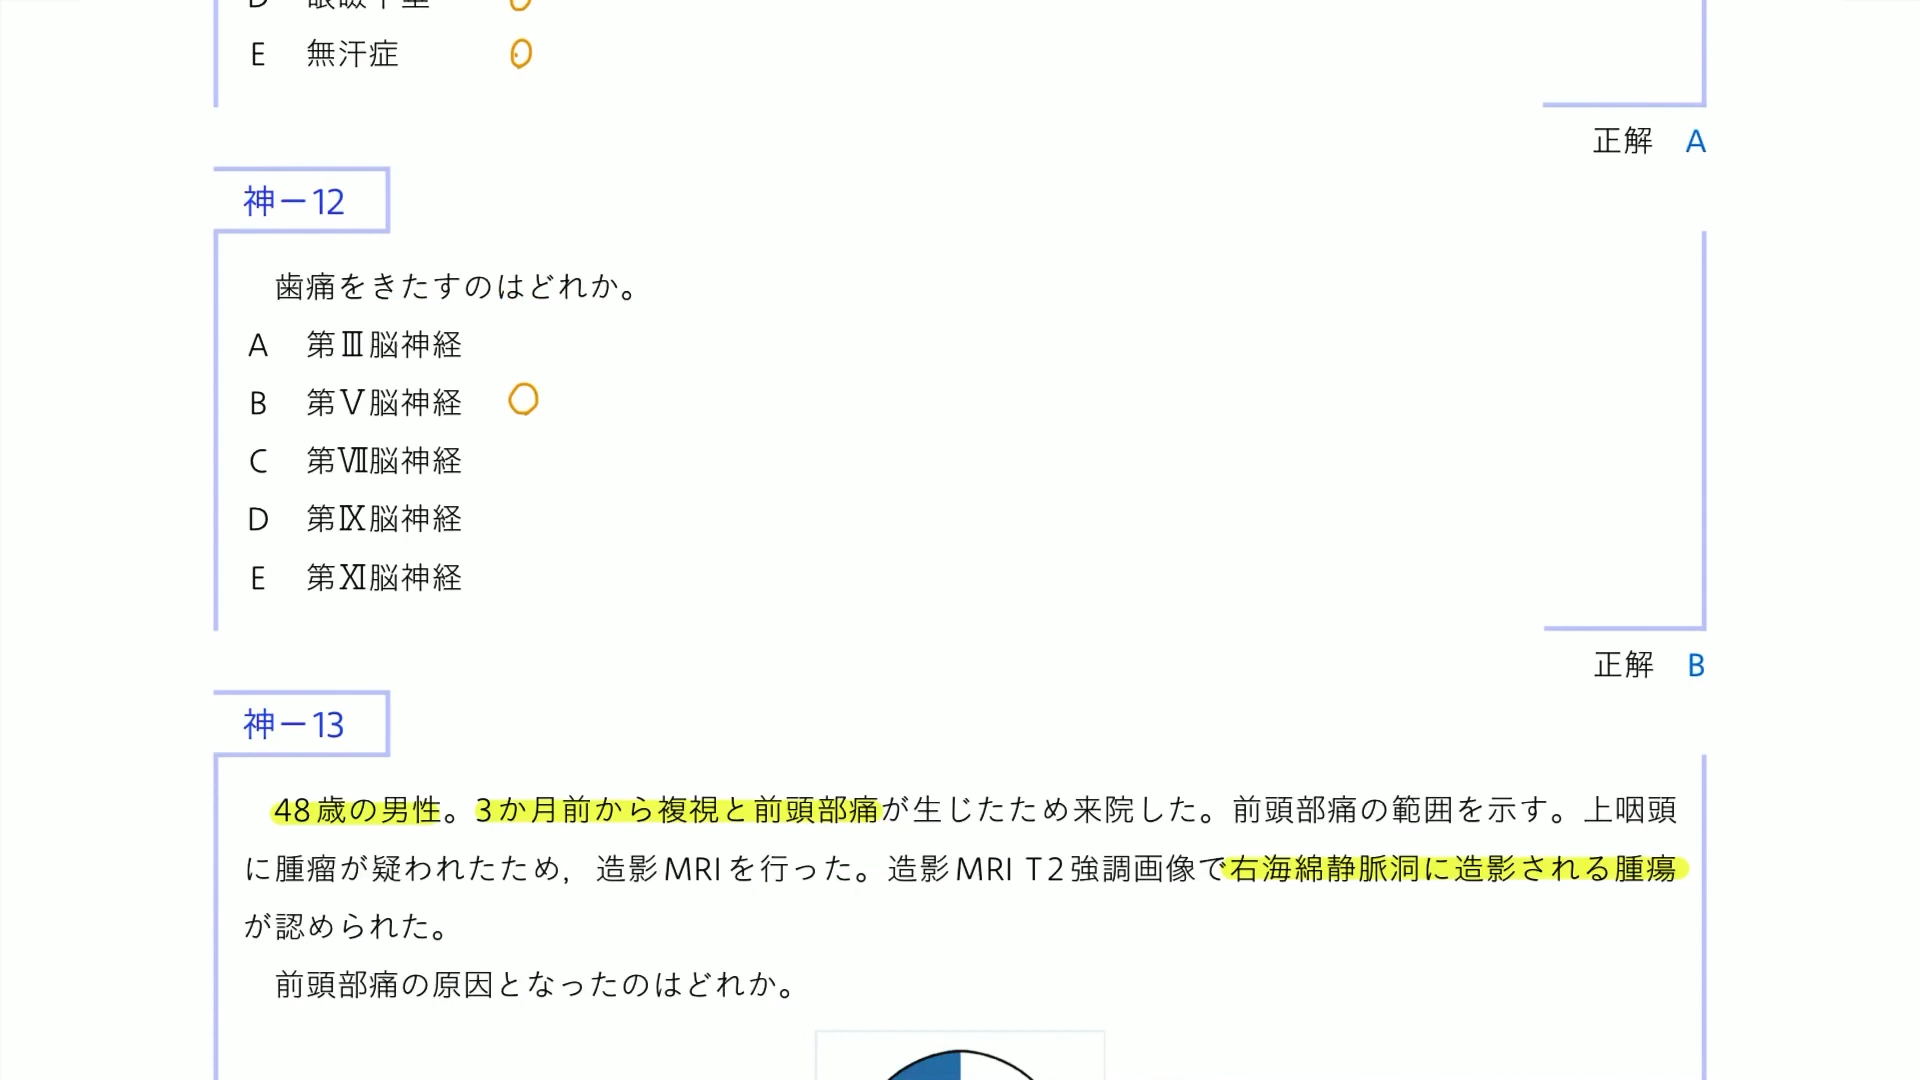 E 無汗症
正解 A
神ー12
歯痛をきたすのはどれか。
A 第Ⅲ脳神経
B 第Ⅴ脳神経
C 第Ⅶ脳神経
D 第Ⅸ脳神経
E 第Ⅺ脳神経
正解 B
神ー13
48歳の男性。3か月前から複視と前頭部痛が生じたため来院した。前頭部痛の範囲を示す。上咽頭
に腫瘤が疑われたため，造影MRIを行った。造影MRI T2強調画像で右海綿静脈洞に造影される腫瘍
が認められた。
前頭部痛の原因となったのはどれか。